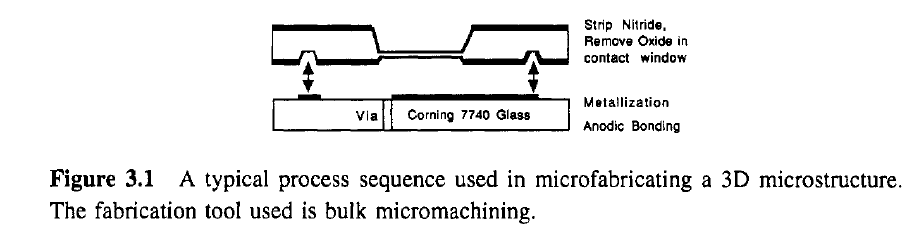 Strip Nitride,
Remove Oxide in
contact window
Metallization
Via
Corning 7740 Glass
Anodic Bonding
Figure 3.1 A typical process sequence used in microfabricating a 3D microstructure.
The fabrication tool used is bulk micromachining.